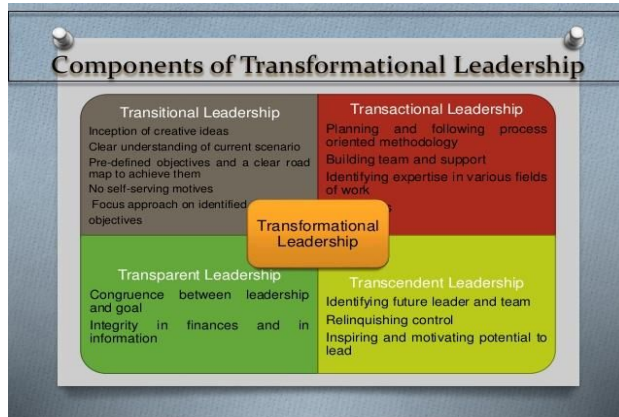 Components of Transformational Leadership
Transitional Leadership
Inception of creative ideas
Clear understanding of current scenario
Pre-defined objectives and a clear road
map to achieve them
No self-serving motives
Focus approach on identified
objectives
Transactional Leadership
Planning and following process
oriented methodology
Building team and support
Identifying expertise in various fields
of work
Transformational
Leadership
Transparent Leadership
Congruence between leadership
and goal
Integrity in finances and in
information
Transcendent Leadership
Identifying future leader and team
Relinquishing control
Inspiring and motivating potential to
lead